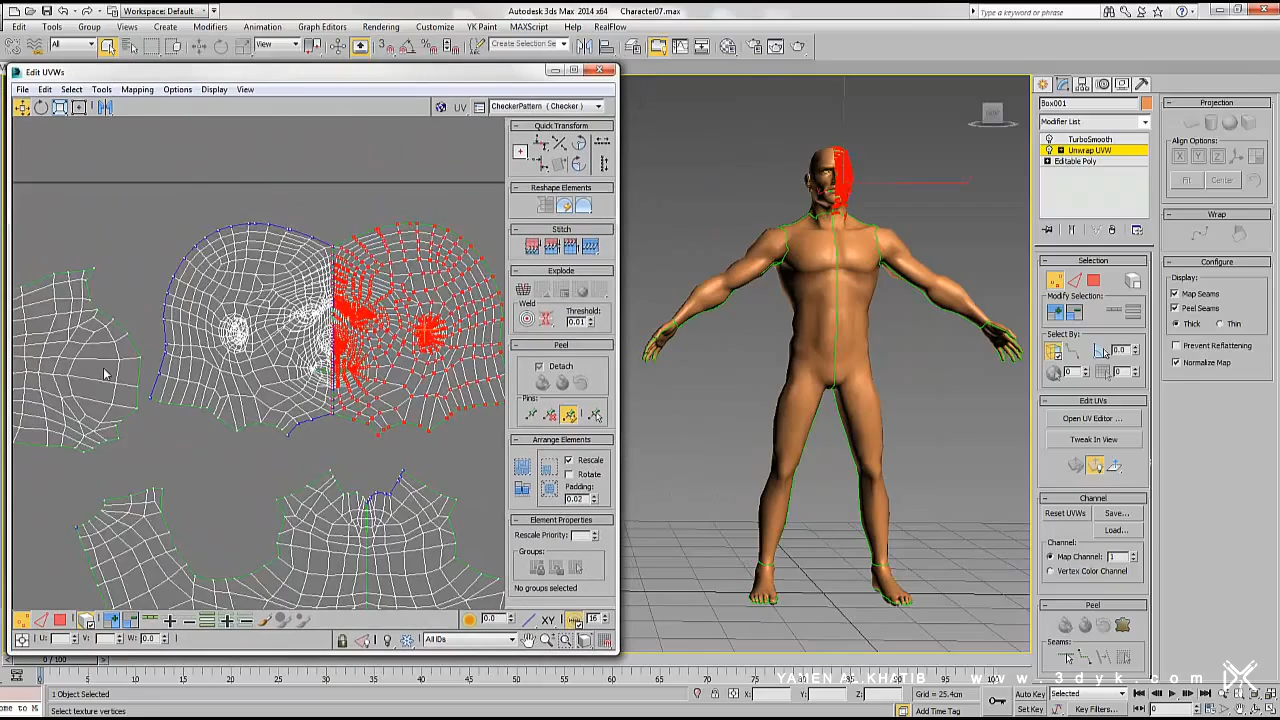 Workspace: Default
Autodesk 3ds Max 2014 x64
Character07.max
Type a keyword or phrase
Edit
Tools
Group
Views
Create
Modifiers
Animation
Graph Editors
Rendering
Customize
YK Paint
MAXScript
Help
RealFlow
All
View
Create Selection Se
Edit UVWs
File
Edit
Select
Tools
Mapping
Options
Display
View
UV
CheckerPattern ( Checker )
Quick Transform
Reshape Elements
Stitch
Explode
Weld
Threshold:
0.01
Peel
Detach
Pins:
Arrange Elements
Rescale
Rotate
Padding:
0.02
Element Properties
Rescale Priority:
Groups:
No groups selected
0.0
XY
16
U:
V:
W:
0.0
All IDs
Box001
Modifier List
TurboSmooth
Unwrap UVW
Editable Poly
Selection
Modify Selection:
Select By:
0.0
0
Edit UVs
Open UV Editor ...
Tweak In View
Channel
Reset UVWs
Save...
Load...
Channel:
Map Channel:
1
Vertex Color Channel
Peel
Seams:
Projection
Align Options:
X
Y
Z
Fit
Center
Wrap
Configure
Display:
Map Seams
Peel Seams
Thick
Thin
Prevent Reflattening
Normalize Map
0 / 100
YAMEN AL.KHATIB
www.3dyk.com
1 Object Selected
X:
Y:
Z:
Grid = 25.4cm
Auto Key
Selected
Select texture vertices
Add Time Tag
Set Key
Key Filters...
0